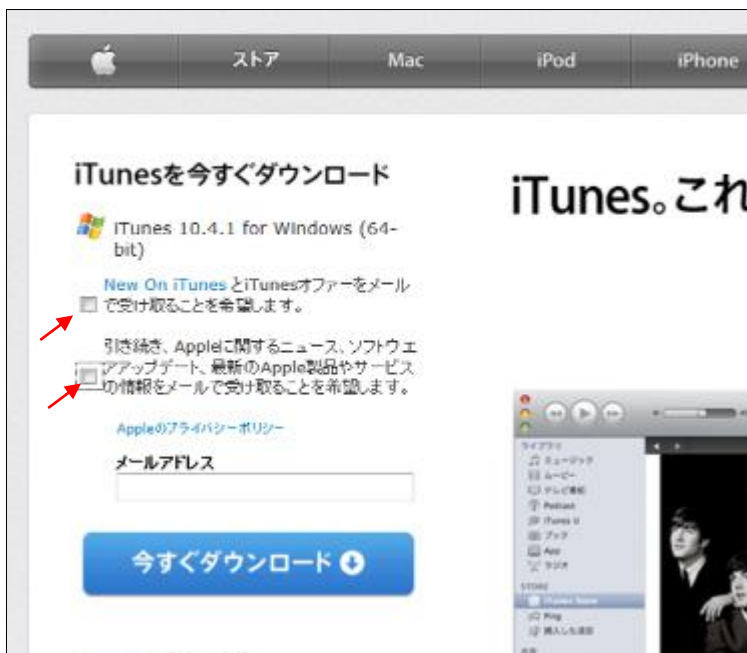 ストア Mac iPod iPhone
iTunesを今すぐダウンロード
iTunes。これ
iTunes 10.4.1 for Windows (64-
bit)
New On iTunes とiTunesオファーをメール
で受け取ることを希望します。
引き続き、Appleに関するニュース、ソフトウエ
アアップデート、最新のApple製品やサービス
の情報をメールで受け取ることを希望します。
Appleのプライバシーポリシー
メールアドレス
今すぐダウンロード
ライブラリ
ミュージック
ムービー
テレビ番組
Podcast
iTunes U
ブック
App
ラジオ
STORE
iTunes Store
Ping
購入した項目